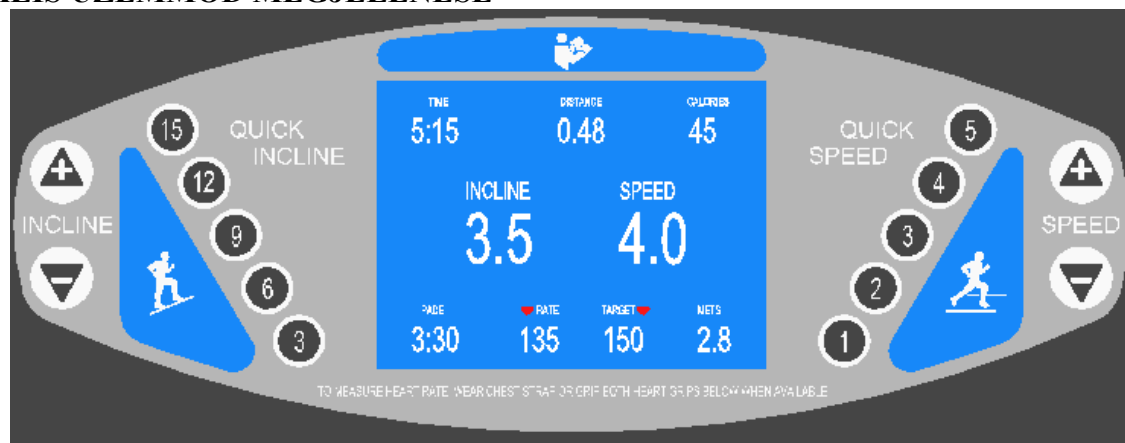 UZEMMOD MEGJELENESE
TIME DISTANCE CALORIES
5:15 0.48 45
15 QUICK INCLINE
12
9
6
3
INCLINE
+
−
INCLINE SPEED
3.5 4.0
QUICK SPEED 5
4
3
2
1
SPEED
+
−
PACE RATE TARGET METS
3:30 135 150 2.8
TO MEASURE HEART RATE, WEAR CHEST STRAP OR GRIP BOTH HEART GRIPS BELOW WHEN AVAILABLE